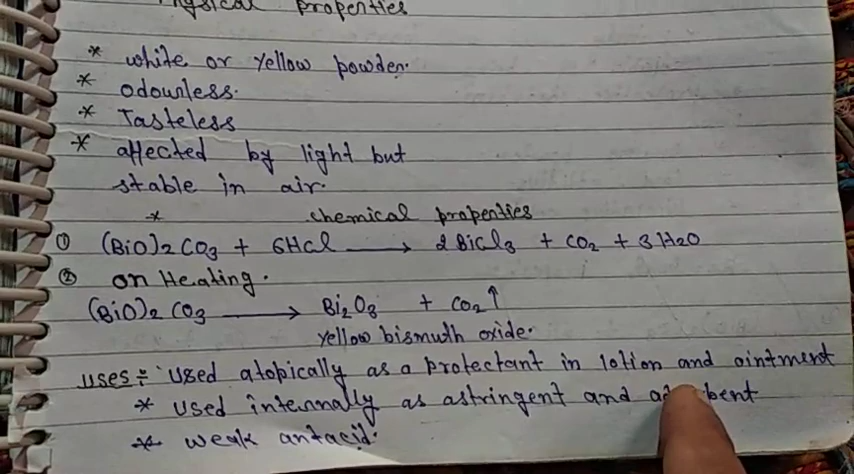 Physical properties
* white or yellow powder.
* odourless.
* Tasteless
* affected by light but
stable in air.
* chemical properties
① (BiO)2 CO3 + 6HCl ⟶ 2BiCl3 + CO2 + 3H2O
② on Heating.
(BiO)2 CO3 ⟶ Bi2O3 + CO2↑
Yellow bismuth oxide.
uses÷ used atopically as a protectant in lotion and ointment
* used internally as astringent and
* weak antacid.